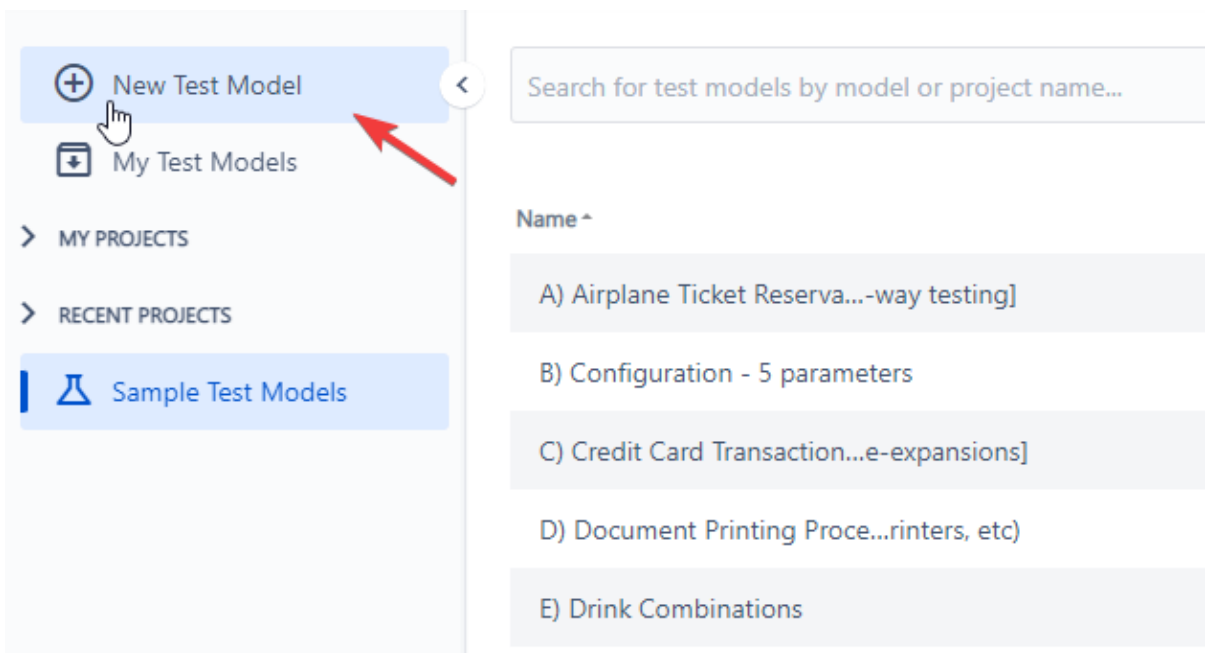 New Test Model
My Test Models
MY PROJECTS
RECENT PROJECTS
Sample Test Models
Search for test models by model or project name...
Name
A) Airplane Ticket Reserva...-way testing]
B) Configuration - 5 parameters
C) Credit Card Transaction...e-expansions]
D) Document Printing Proce...rinters, etc)
E) Drink Combinations